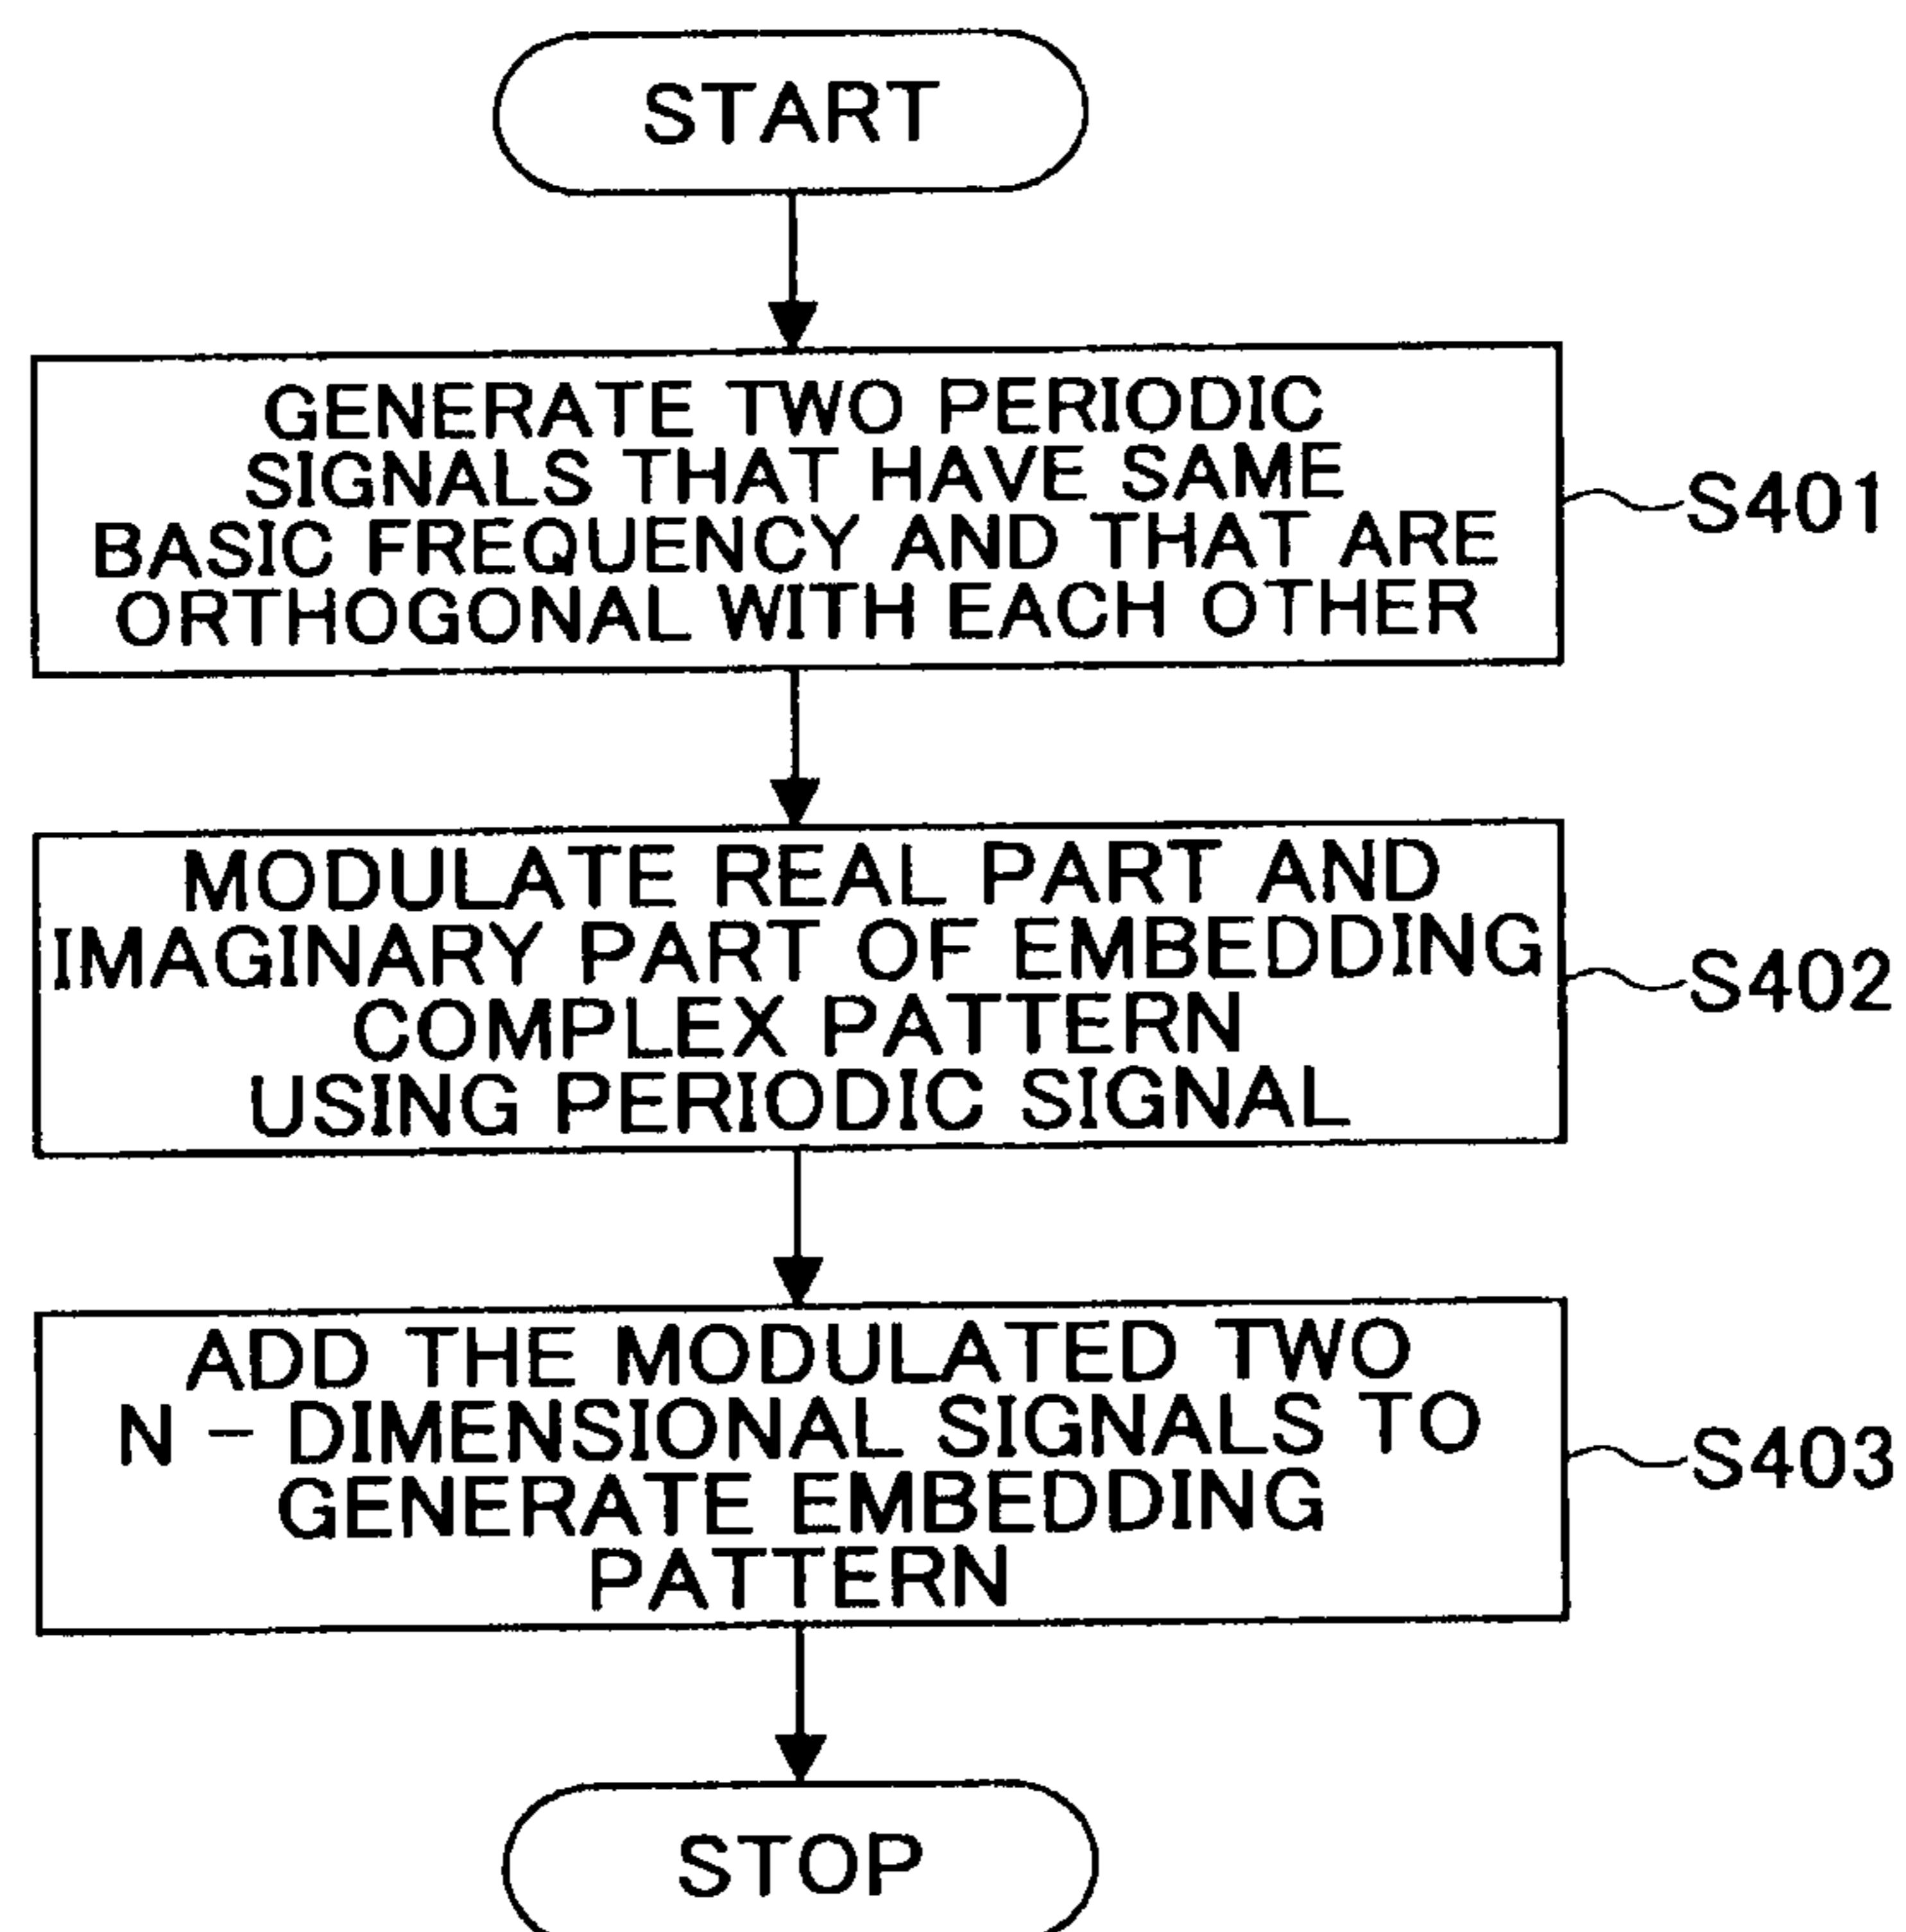 START
GENERATE TWO PERIODIC
SIGNALS THAT HAVE SAME
BASIC FREQUENCY AND THAT ARE
ORTHOGONAL WITH EACH OTHER
S401
MODULATE REAL PART AND
IMAGINARY PART OF EMBEDDING
COMPLEX PATTERN
USING PERIODIC SIGNAL
S402
ADD THE MODULATED TWO
N – DIMENSIONAL SIGNALS TO
GENERATE EMBEDDING
PATTERN
S403
STOP